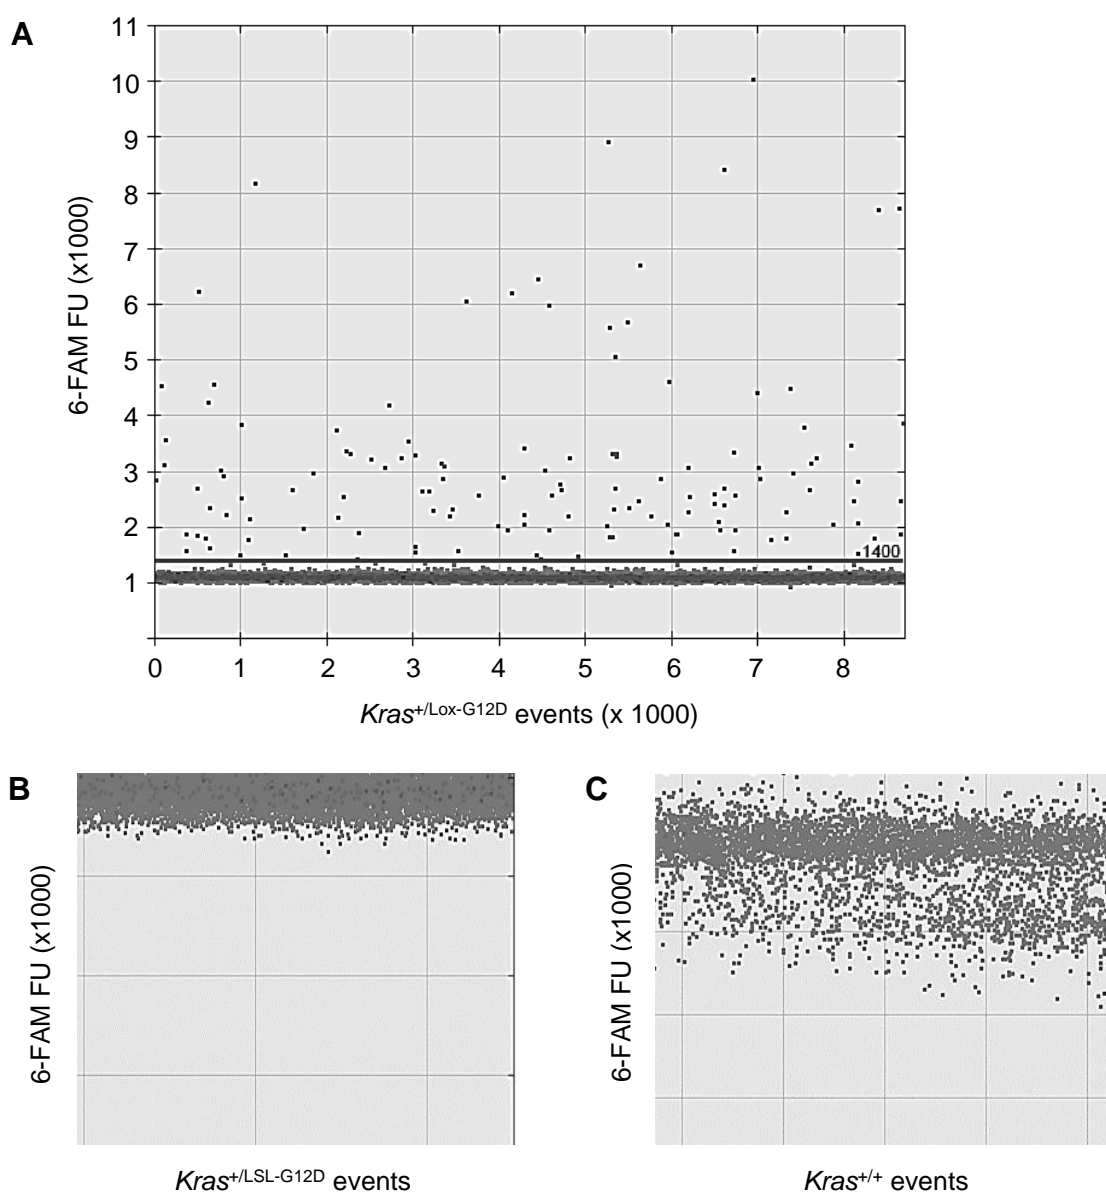 A
11
10
9
8
7
6
5
4
3
2
1
6-FAM FU (x1000)
1400
0 1 2 3 4 5 6 7 8
Kras+/Lox-G12D events (x 1000)
B
6-FAM FU (x1000)
Kras+/LSL-G12D events
C
6-FAM FU (x1000)
Kras+/+ events